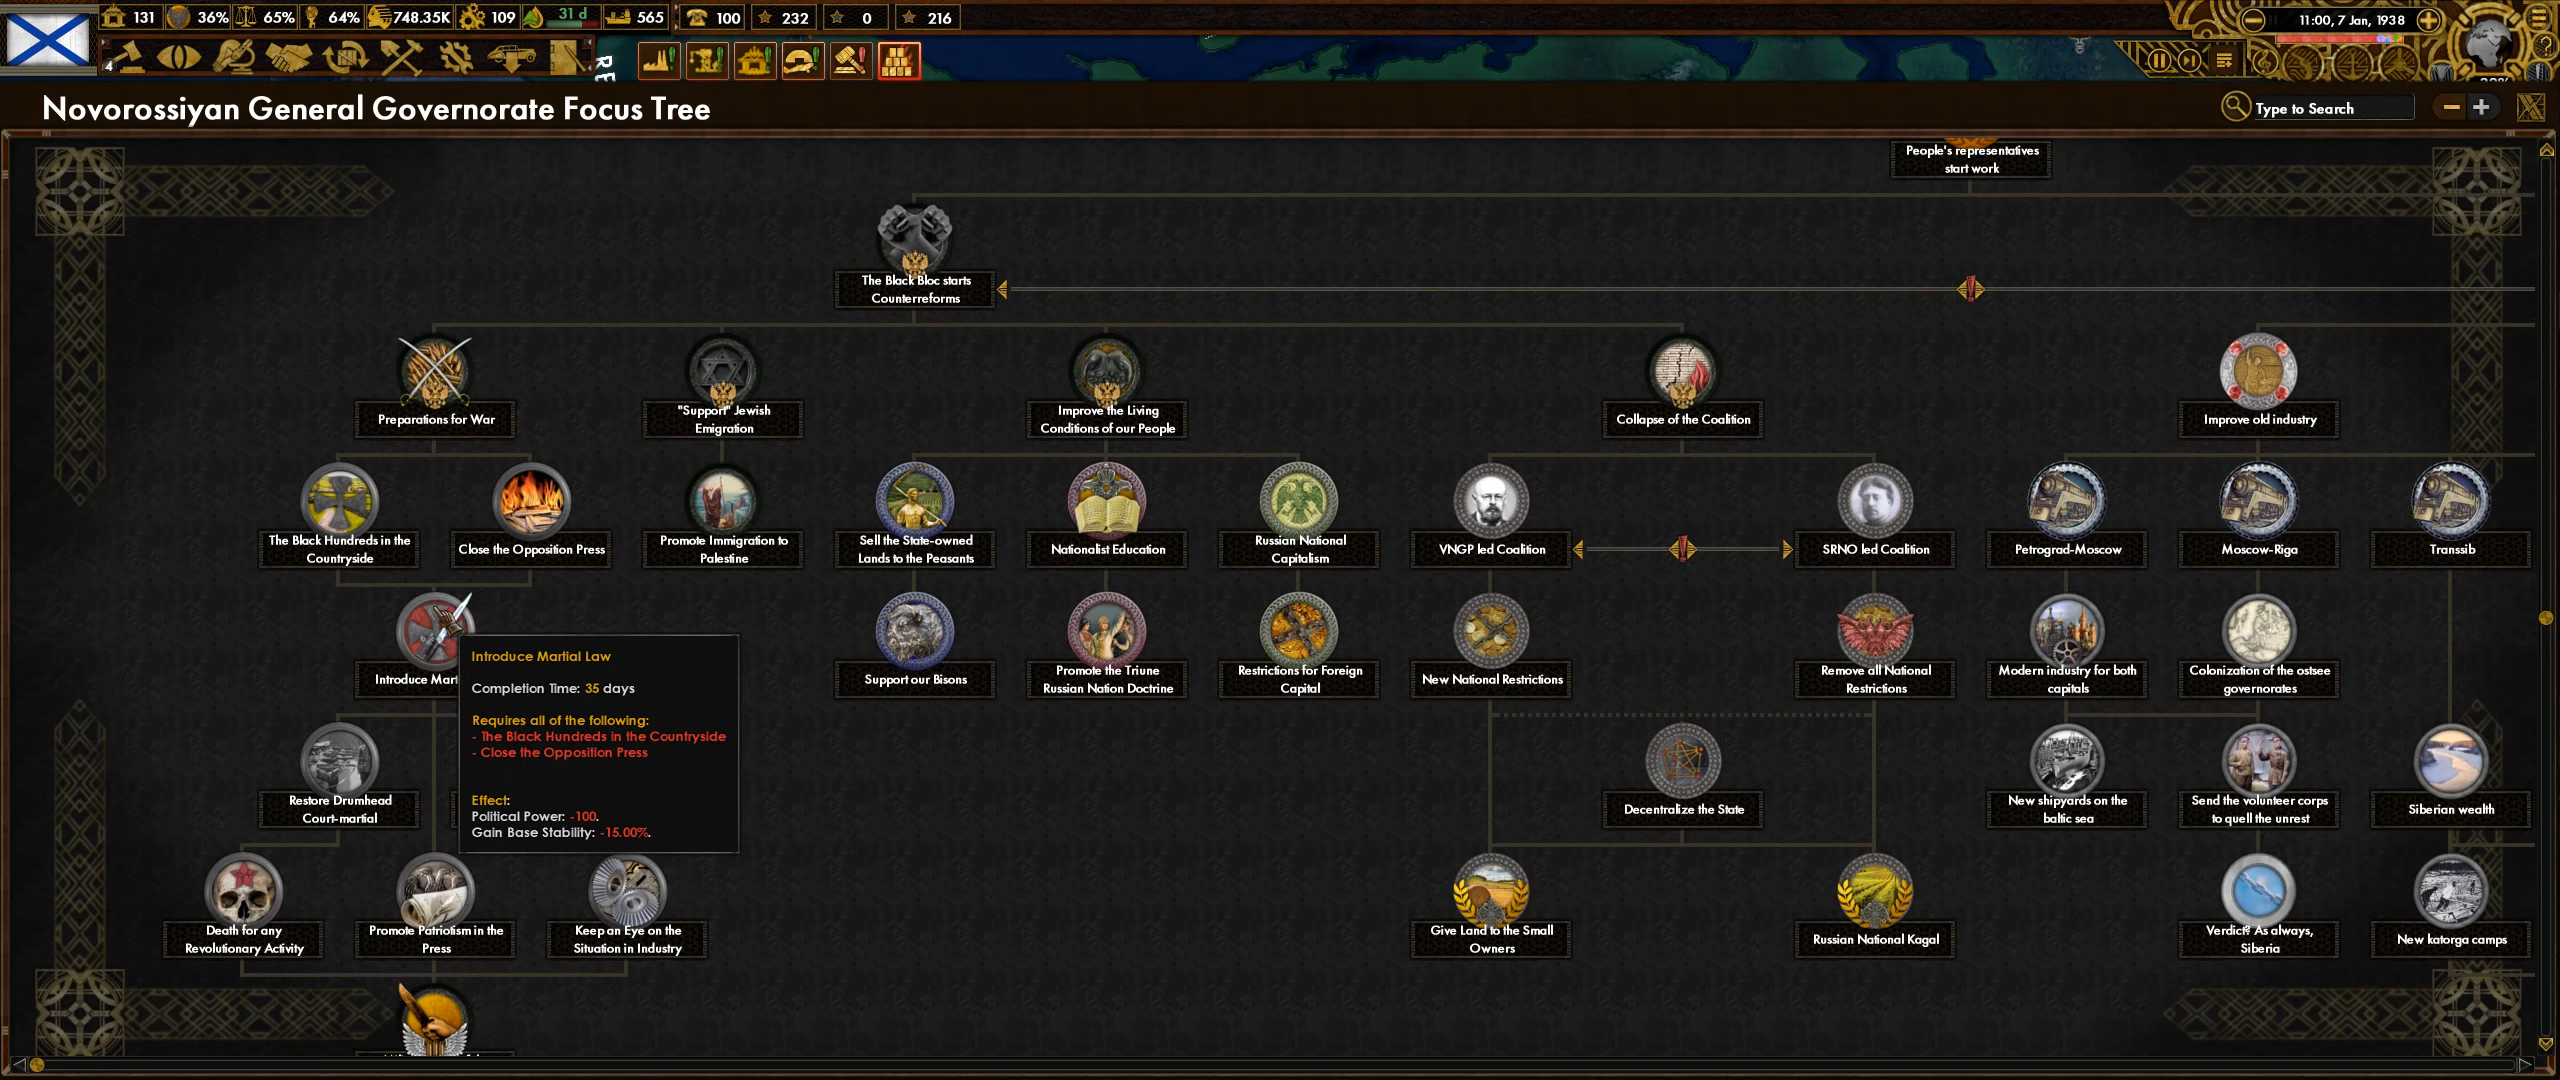 131 36% 65% 64% 748.35K 109 31 d 565 100 232 0 216
11:00, 7 Jan, 1938
4
RE
Novorossiyan General Governorate Focus Tree
Type to Search
People's representatives
start work
The Black Bloc starts
Counterreforms
Preparations for War
"Support" Jewish
Emigration
Improve the Living
Conditions of our People
Collapse of the Coalition
Improve old industry
The Black Hundreds in the
Countryside
Close the Opposition Press
Promote Immigration to
Palestine
Sell the State-owned
Lands to the Peasants
Nationalist Education
Russian National
Capitalism
VNGP led Coalition
SRNO led Coalition
Petrograd-Moscow
Moscow-Riga
Transsib
Introduce Mart
Support our Bisons
Promote the Triune
Russian Nation Doctrine
Restrictions for Foreign
Capital
New National Restrictions
Remove all National
Restrictions
Modern industry for both
capitals
Colonization of the ostsee
governorates
Introduce Martial Law
Completion Time: 35 days
Requires all of the following:
- The Black Hundreds in the Countryside
- Close the Opposition Press
Effect:
Political Power: -100.
Gain Base Stability: -15.00%.
Restore Drumhead
Court-martial
Decentralize the State
New shipyards on the
baltic sea
Send the volunteer corps
to quell the unrest
Siberian wealth
Death for any
Revolutionary Activity
Promote Patriotism in the
Press
Keep an Eye on the
Situation in Industry
Give Land to the Small
Owners
Russian National Kagal
Verdict? As always,
Siberia
New katorga camps